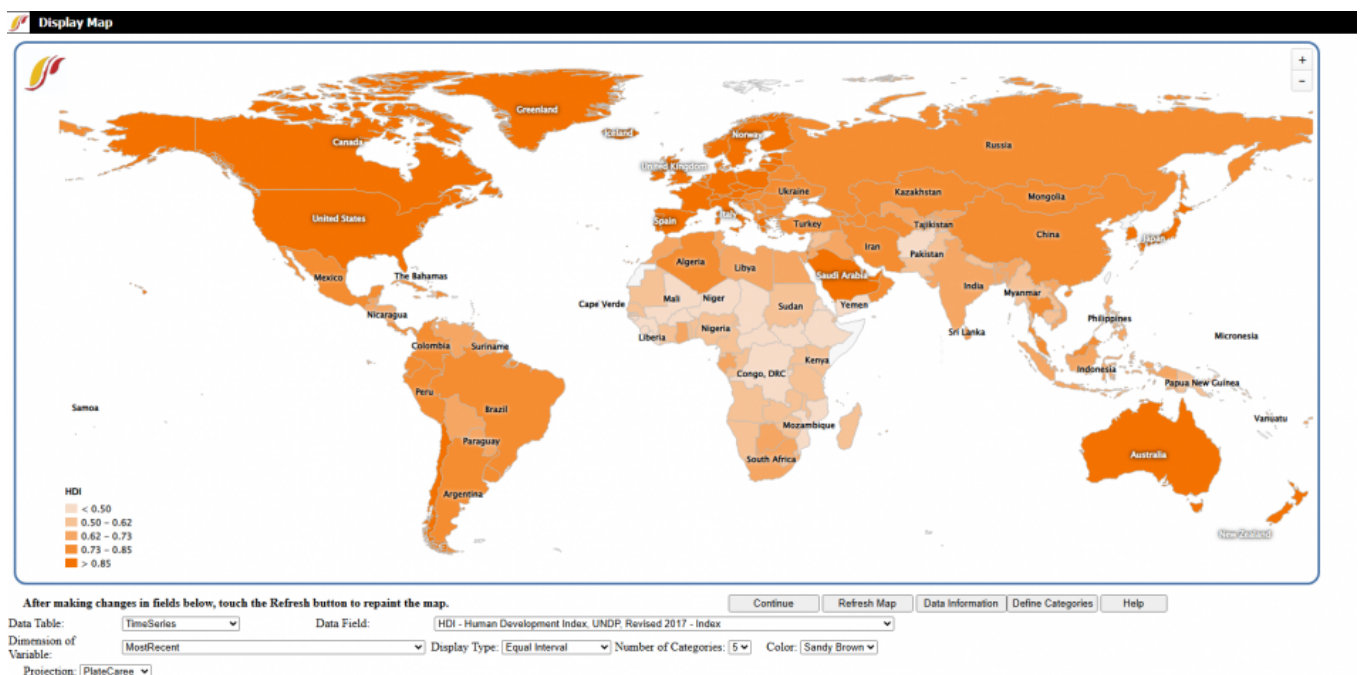 Display Map
+
−
Greenland
Iceland
Canada
Norway
Russia
United Kingdom
Ukraine
Kazakhstan
Mongolia
United States
Spain
Italy
Turkey
Tajikistan
China
Japan
Iran
Pakistan
Algeria
Libya
Saudi Arabia
Mexico
The Bahamas
India
Myanmar
Cape Verde
Mali
Niger
Sudan
Yemen
Nicaragua
Philippines
Liberia
Nigeria
Sri Lanka
Micronesia
Colombia
Suriname
Kenya
Congo, DRC
Indonesia
Papua New Guinea
Peru
Samoa
Brazil
Vanuatu
Mozambique
Paraguay
South Africa
Australia
Argentina
New Zealand
HDI
< 0.50
0.50 – 0.62
0.62 – 0.73
0.73 – 0.85
> 0.85
After making changes in fields below, touch the Refresh button to repaint the map.
Continue Refresh Map Data Information Define Categories Help
Data Table: TimeSeries Data Field: HDI - Human Development Index, UNDP, Revised 2017 - Index
Dimension of
Variable: MostRecent Display Type: Equal Interval Number of Categories: 5 Color: Sandy Brown
Projection: PlateCaree